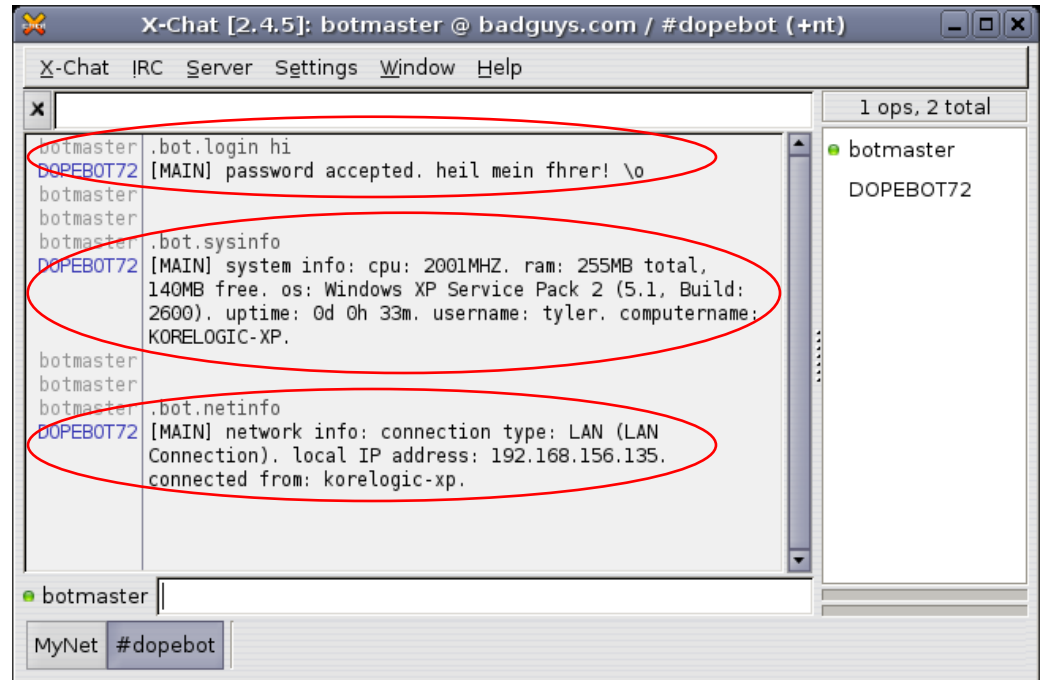 X-Chat [2.4.5]: botmaster @ badguys.com / #dopebot (+nt)
X-Chat IRC Server Settings Window Help
1 ops, 2 total
botmaster .bot.login hi
DOPEBOT72 [MAIN] password accepted. heil mein fhrer! \o
botmaster
botmaster
botmaster .bot.sysinfo
DOPEBOT72 [MAIN] system info: cpu: 2001MHZ. ram: 255MB total,
140MB free. os: Windows XP Service Pack 2 (5.1, Build:
2600). uptime: 0d 0h 33m. username: tyler. computername:
KORELOGIC-XP.
botmaster
botmaster
botmaster .bot.netinfo
DOPEBOT72 [MAIN] network info: connection type: LAN (LAN
Connection). local IP address: 192.168.156.135.
connected from: korelogic-xp.
botmaster
DOPEBOT72
botmaster
MyNet #dopebot